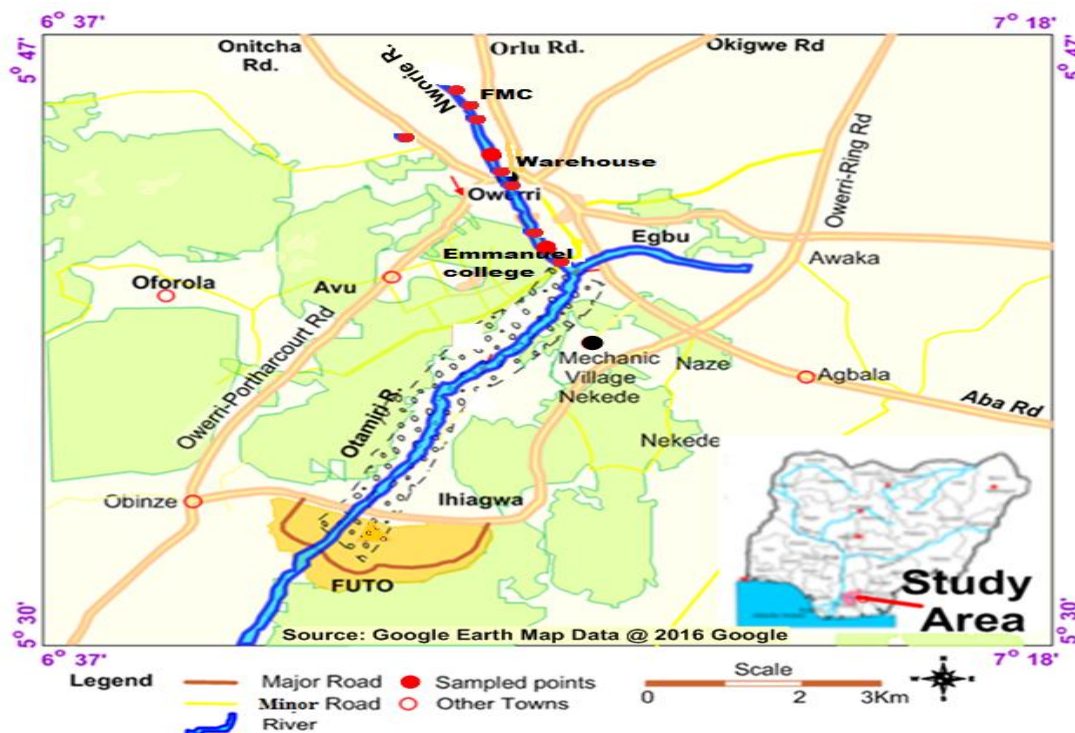 6° 37'
7° 18'
5° 47'
5° 47'
Onitcha
Rd.
Orlu Rd.
Okigwe Rd
Nworie R.
FMC
Warehouse
Owerri
Owerri-Ring Rd
Egbu
Awaka
Emmanuel
college
Oforola
Avu
Owerri-Portharcourt Rd
Mechanic
Village
Nekede
Naze
Agbala
Aba Rd
Otamiri R.
Nekede
Obinze
Ihiagwa
FUTO
Study
Area
Source: Google Earth Map Data @ 2016 Google
5° 30'
5° 30'
6° 37'
7° 18'
Legend
Major Road
Minor Road
River
Sampled points
Other Towns
Scale
0 2 3Km